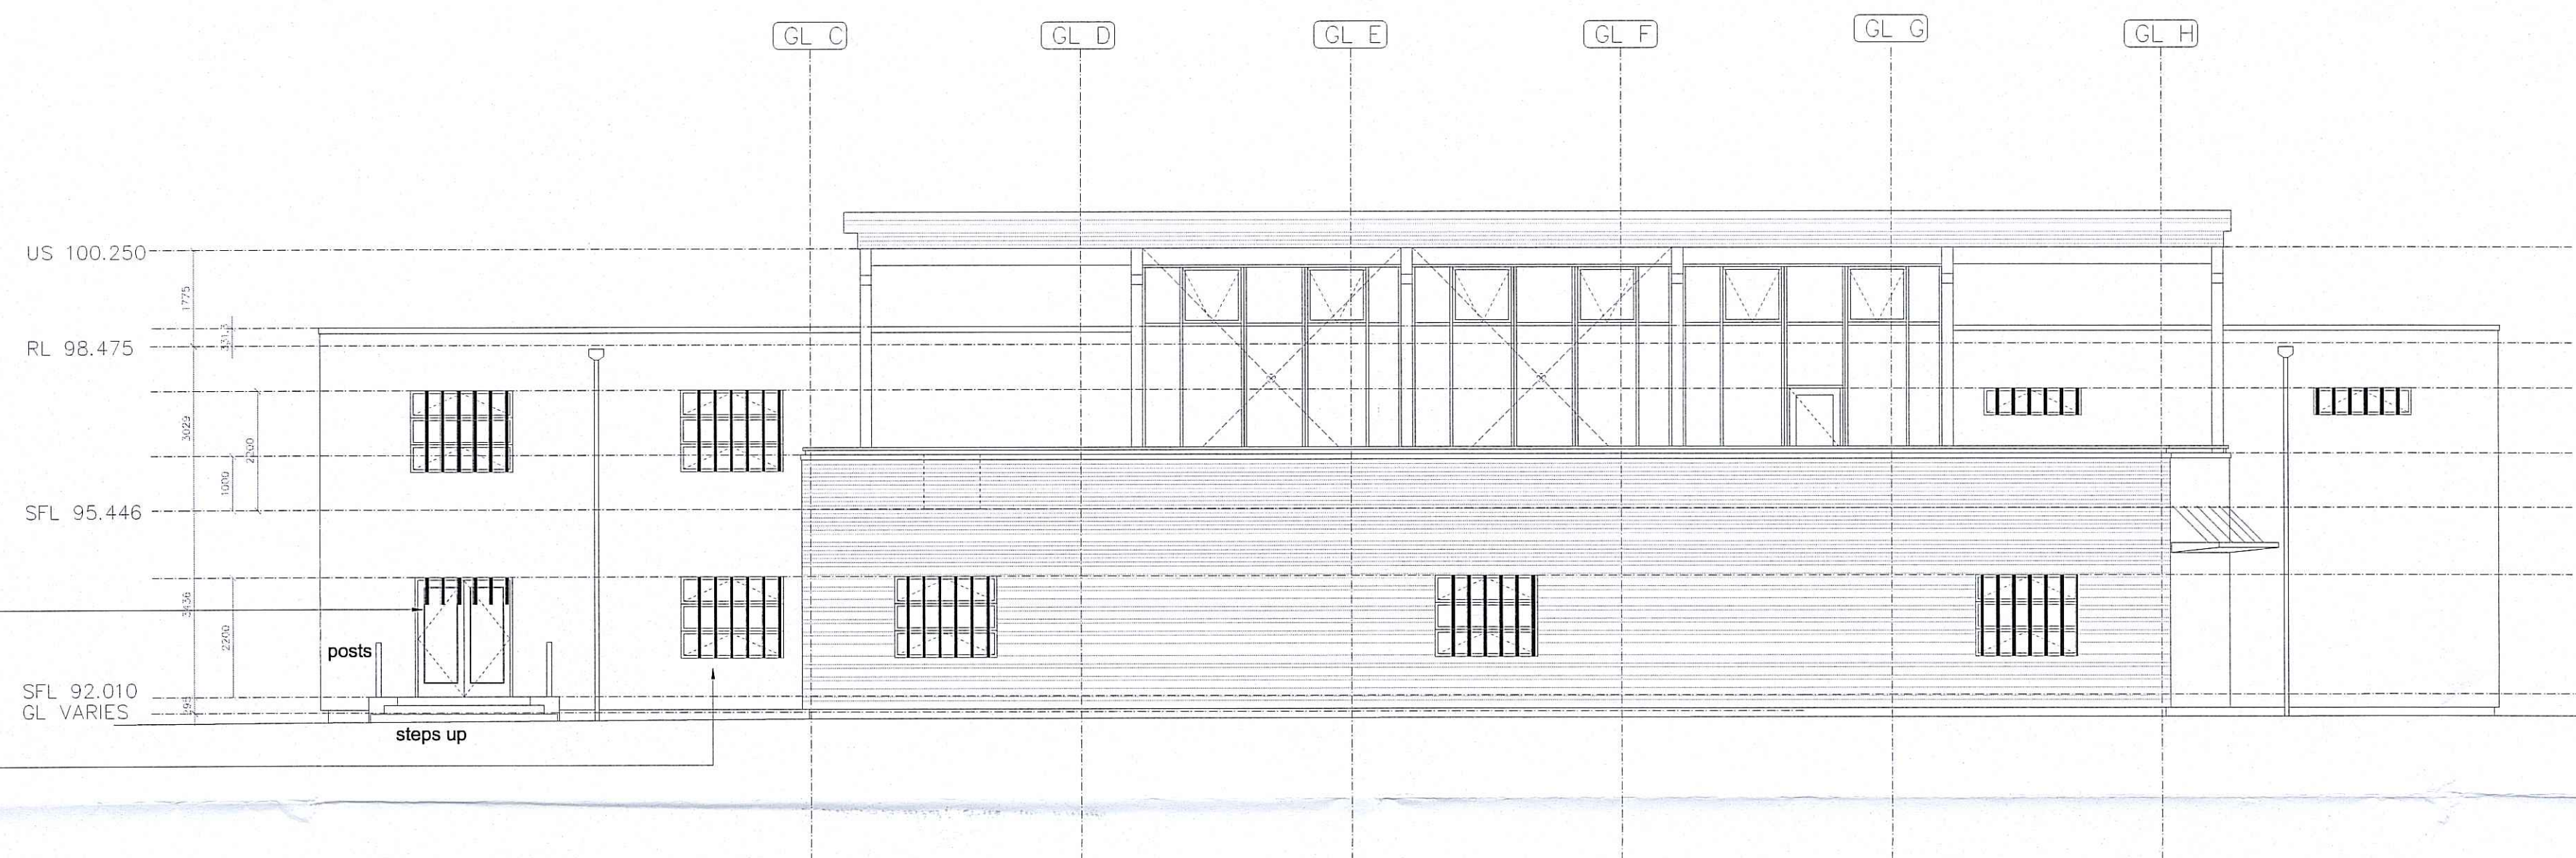 GL C
GL D
GL E
GL F
GL G
GL H
US 100.250
1775
RL 98.475
3029
2200
1000
SFL 95.446
3436
2200
posts
SFL 92.010
GL VARIES
steps up